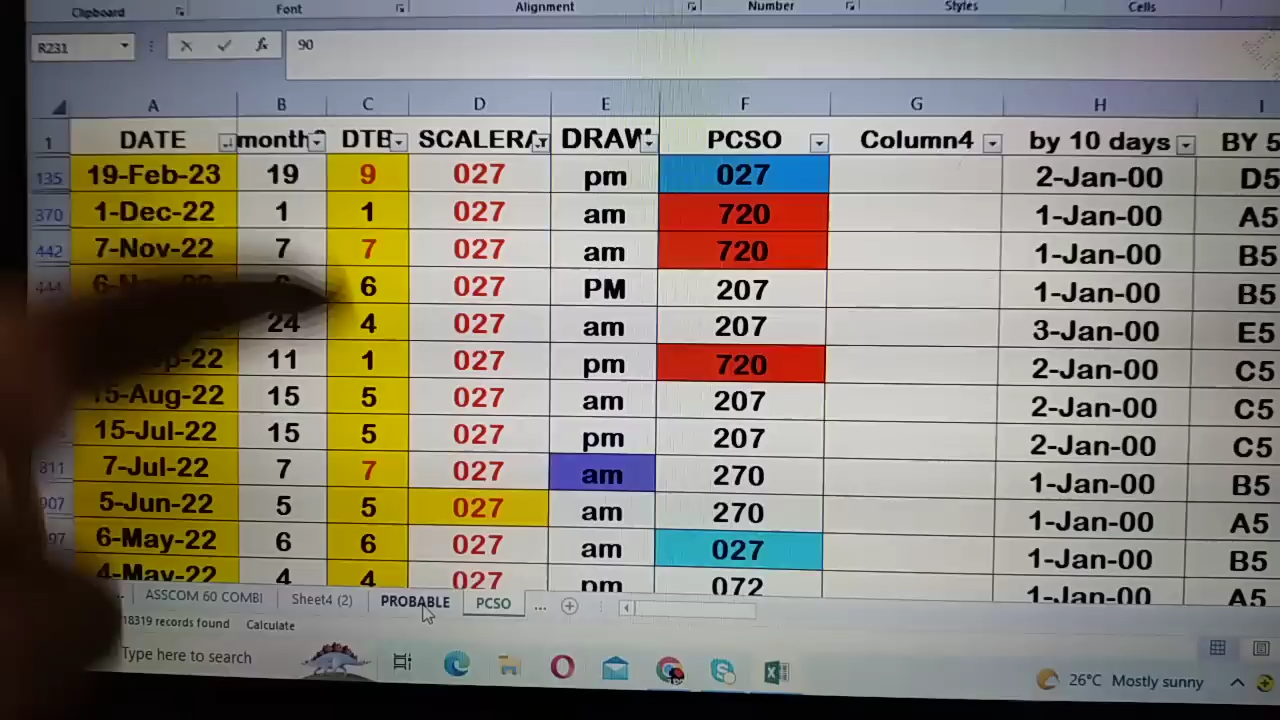 Clipboard Font Alignment Number Styles Cells
R231 fx 90
A B C D E F G H I
1 DATE month DTB SCALERA DRAW PCSO Column4 by 10 days BY 5
135 19-Feb-23 19 9 027 pm 027 2-Jan-00 D5
370 1-Dec-22 1 1 027 am 720 1-Jan-00 A5
442 7-Nov-22 7 7 027 am 720 1-Jan-00 B5
444 6 027 PM 207 1-Jan-00 B5
24 4 027 am 207 3-Jan-00 E5
11 1 027 pm 720 2-Jan-00 C5
15-Aug-22 15 5 027 am 207 2-Jan-00 C5
15-Jul-22 15 5 027 pm 207 2-Jan-00 C5
811 7-Jul-22 7 7 027 am 270 1-Jan-00 B5
907 5-Jun-22 5 5 027 am 270 1-Jan-00 A5
6-May-22 6 6 027 am 027 1-Jan-00 B5
4-May-22 4 4 027 pm 072 1-Jan-00 A5
... ASSCOM 60 COMBI Sheet4 (2) PROBABLE PCSO ...
18319 records found Calculate
Type here to search 26°C Mostly sunny